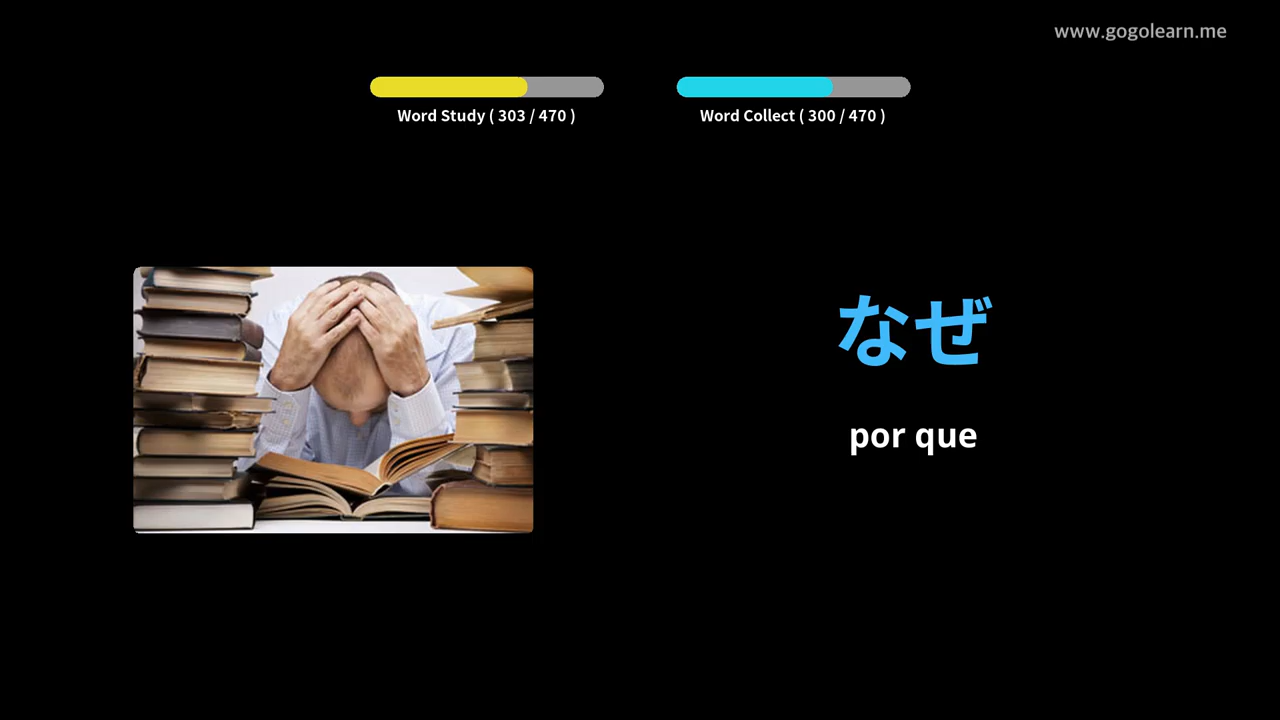 www.gogolearn.me
Word Study ( 303 / 470 )
Word Collect ( 300 / 470 )
なぜ
por que